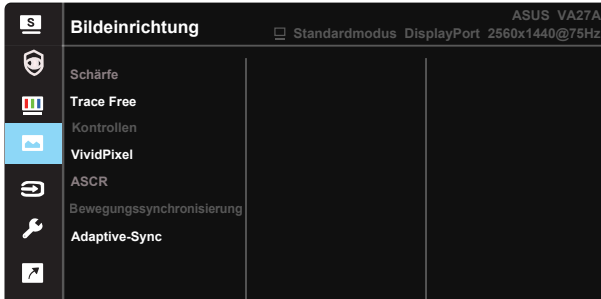 S
Bildeinrichtung
ASUS VA27A
Standardmodus DisplayPort 2560x1440@75Hz
Schärfe
Trace Free
Kontrollen
VividPixel
ASCR
Bewegungssynchronisierung
Adaptive-Sync